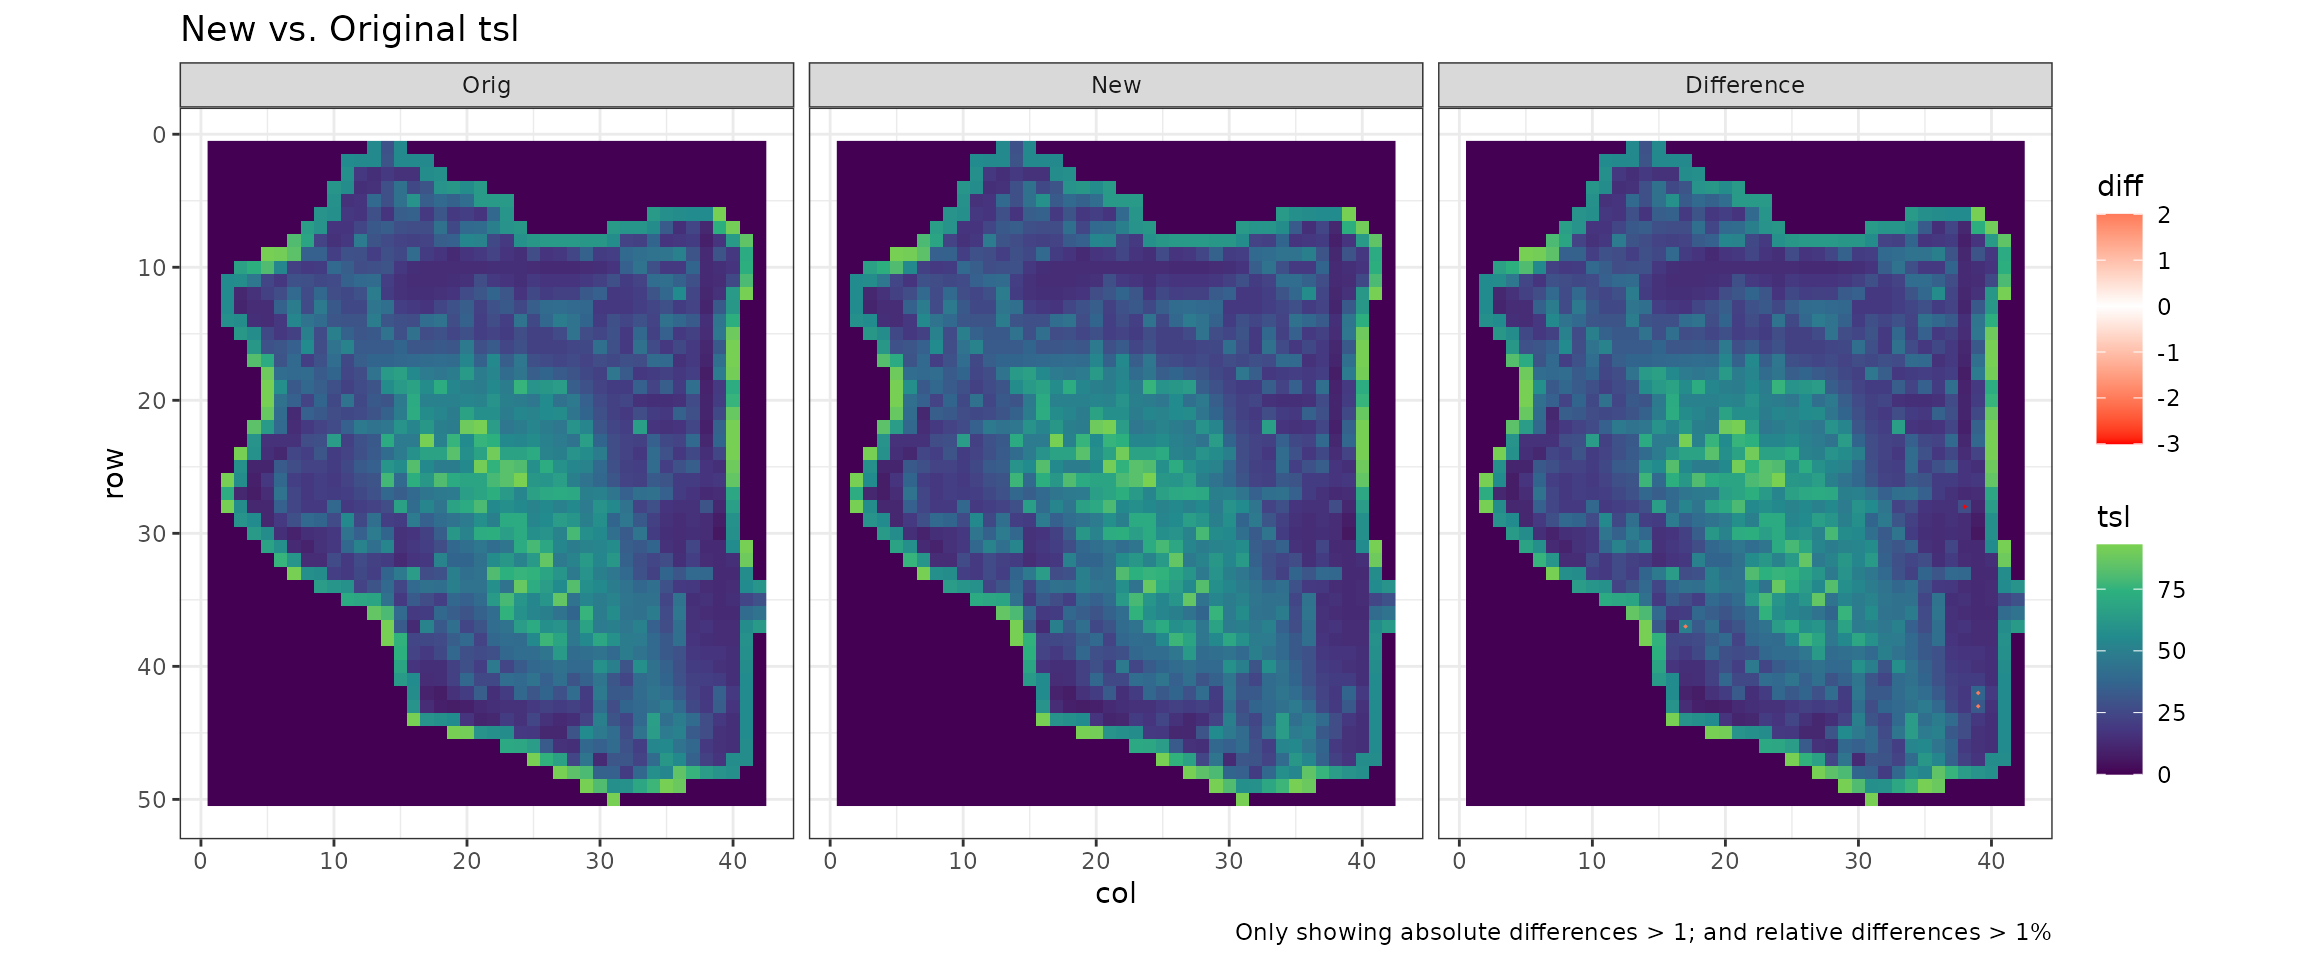 New vs. Original tsl
Orig
New
Difference
row
0
10
20
30
40
50
0 10 20 30 40
0 10 20 30 40
0 10 20 30 40
col
diff
2
1
0
-1
-2
-3
tsl
75
50
25
0
Only showing absolute differences > 1; and relative differences > 1%